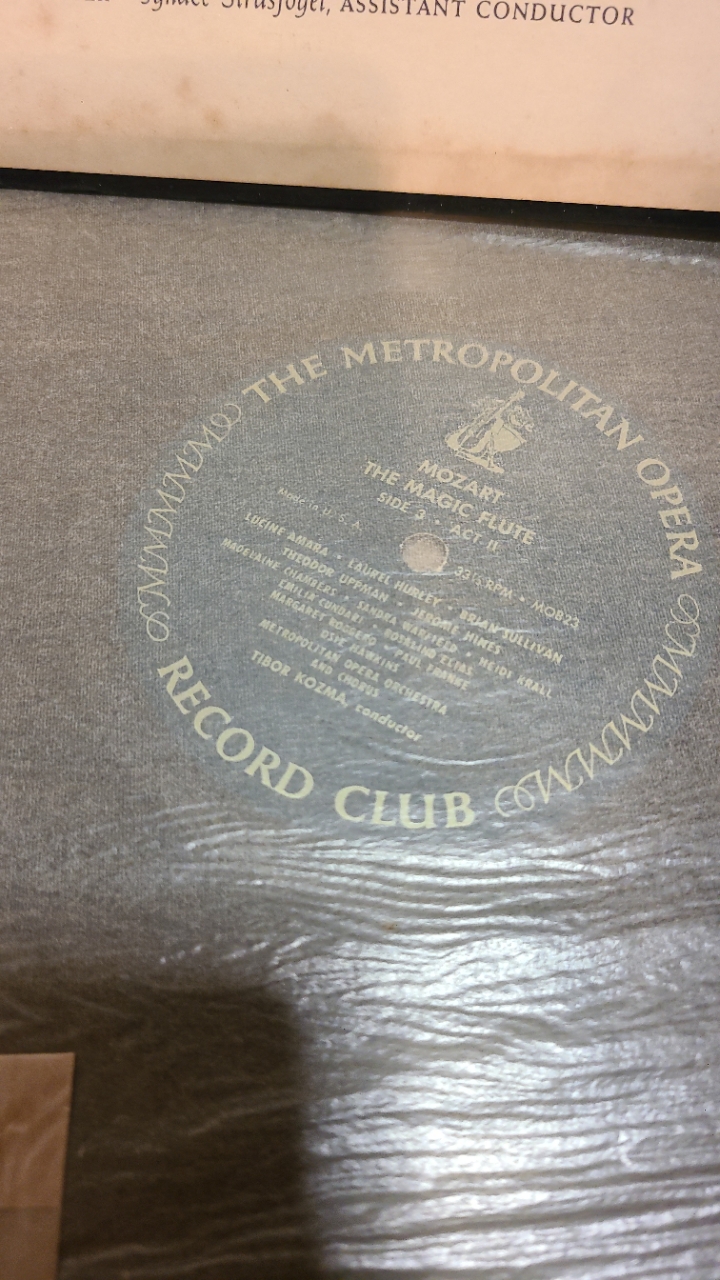 Strasfogel, ASSISTANT CONDUCTOR
THE METROPOLITAN OPERA
MOZART
THE MAGIC FLUTE
SIDE 3 • ACT II
Made in U. S. A.
33⅓ RPM • MO823
LUCINE AMARA • LAUREL HURLEY • BRIAN SULLIVAN
THEODOR UPPMAN • JEROME HINES
MADELAINE CHAMBERS • SANDRA WARFIELD • HEIDI KRALL
EMILIA CUNDARI • ROSALIND ELIAS
MARGARET ROGGERO • PAUL FRANKE
OSIE HAWKINS
METROPOLITAN OPERA ORCHESTRA
AND CHORUS
TIBOR KOZMA, conductor
RECORD CLUB